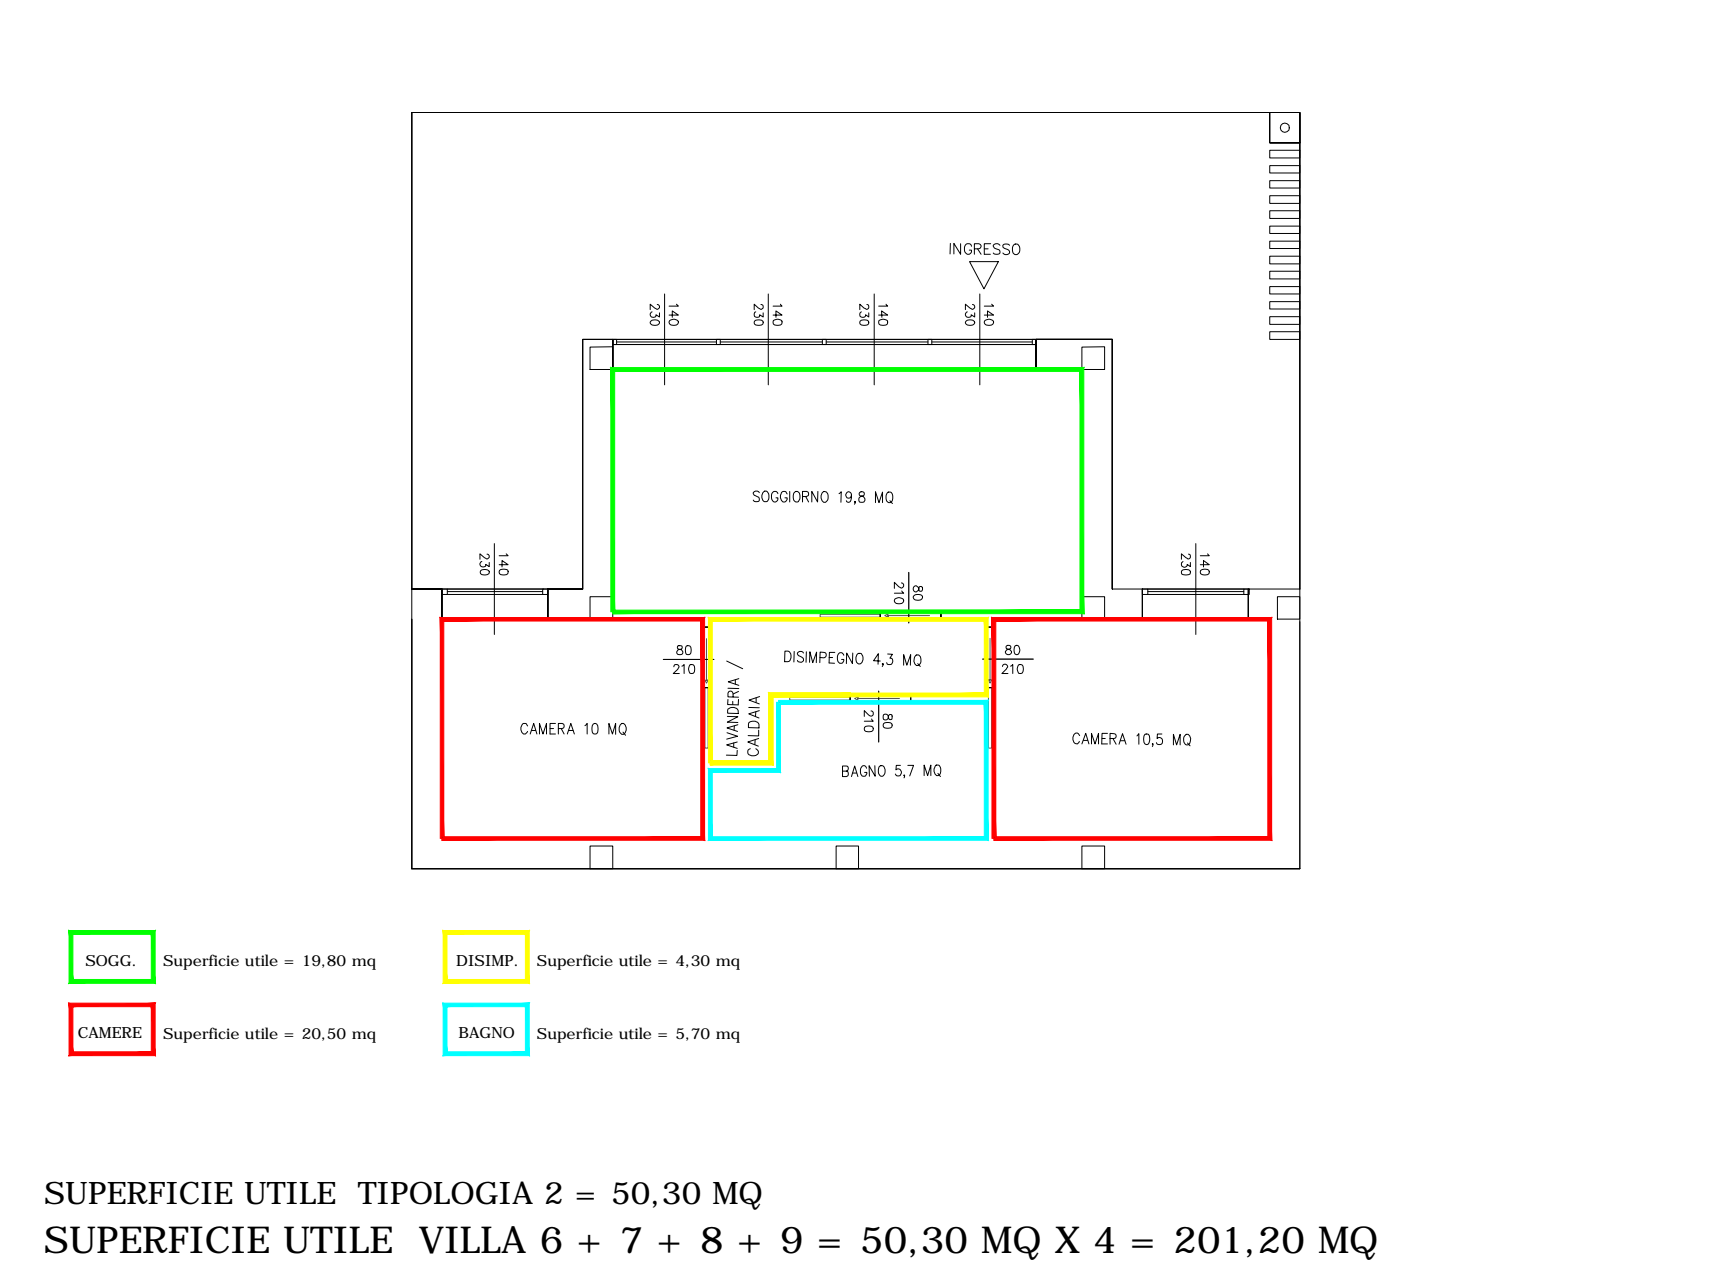 INGRESSO
140
230
140
230
140
230
140
230
SOGGIORNO 19,8 MQ
140
230
140
230
80
210
80
210
DISIMPEGNO 4,3 MQ
80
210
LAVANDERIA /
CALDAIA
80
210
CAMERA 10 MQ
CAMERA 10,5 MQ
BAGNO 5,7 MQ
SOGG. Superficie utile = 19,80 mq
DISIMP. Superficie utile = 4,30 mq
CAMERE Superficie utile = 20,50 mq
BAGNO Superficie utile = 5,70 mq
SUPERFICIE UTILE TIPOLOGIA 2 = 50,30 MQ
SUPERFICIE UTILE VILLA 6 + 7 + 8 + 9 = 50,30 MQ X 4 = 201,20 MQ